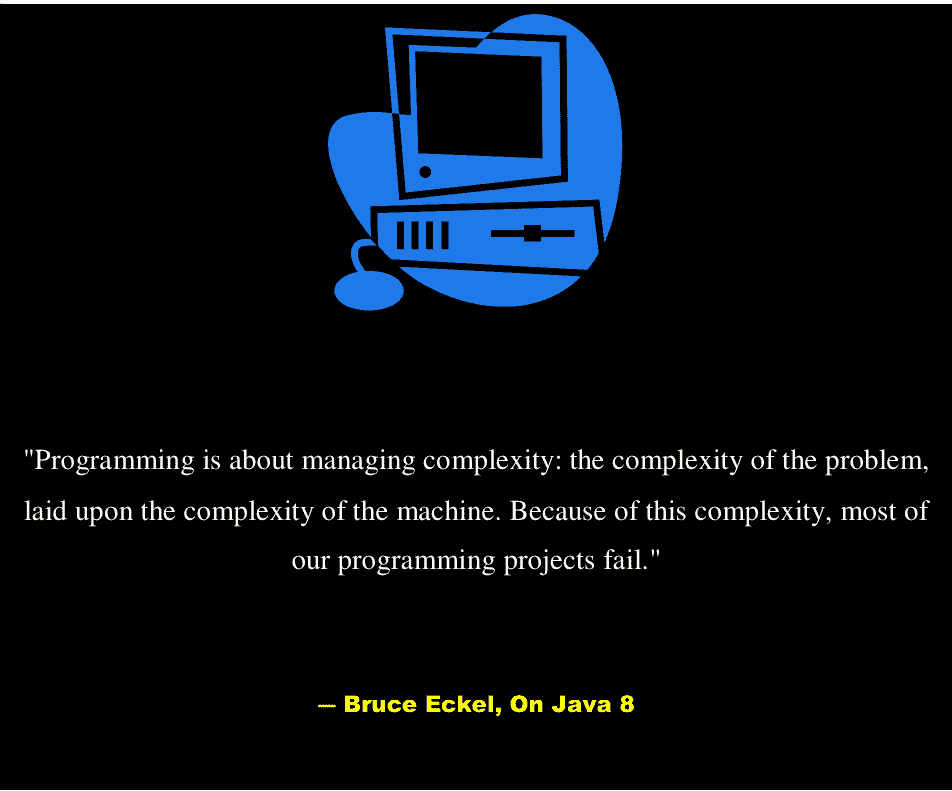 "Programming is about managing complexity: the complexity of the problem,
laid upon the complexity of the machine. Because of this complexity, most of
our programming projects fail."
— Bruce Eckel, On Java 8